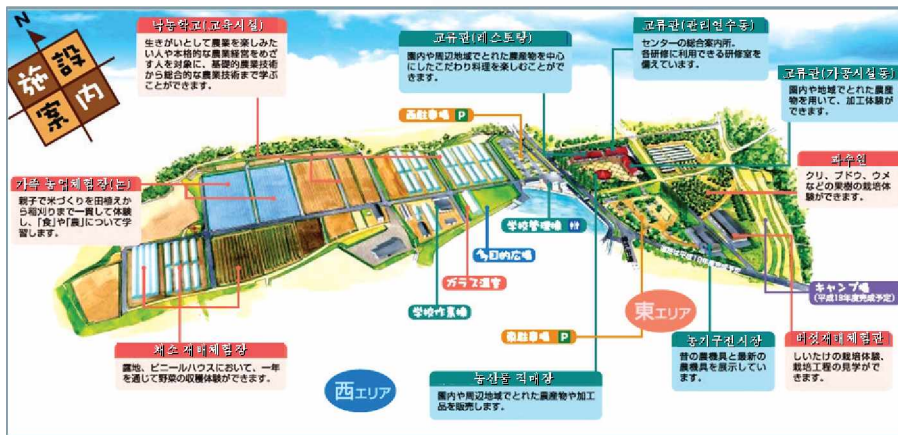 N
施設案内
낙농학교(교육시설)
生きがいとして農業を楽しみた
い人や本格的な農業経営をめざ
す人を対象に、基礎的農業技術
から総合的な農業技術まで学ぶ
ことができます。
교류관(레스토랑)
園内や周辺地域でとれた農産物を中心
にしたこだわり料理を楽しむことがで
きます。
교류관(관리연수동)
センターの総合案内所。
各研修に利用できる研修室を
備えています。
교류관(가공시설동)
園内や地域でとれた農産
物を用いて、加工体験が
できます。
西駐車場 P
과수원
クリ、ブドウ、ウメ
などの果樹の栽培体
験ができます。
가족 농업체험장(논)
親子で米づくりを田植えか
ら稲刈りまで一貫して体験
し、「食」や「農」について学
習します。
学校管理棟
多目的広場
ガラス温室
学校作業棟
キャンプ場
(平成19年度完成予定)
東エリア
東駐車場 P
채소 재배체험장
露地、ビニールハウスにおいて、一年
を通じて野菜の収穫体験ができます。
西エリア
농산물 직매장
園内や周辺地域でとれた農産物や加工
品を販売します。
농기구전시장
昔の農機具と最新の
農機具を展示してい
ます。
버섯재배체험관
しいたけの栽培体験、
栽培工程の見学がで
きます。